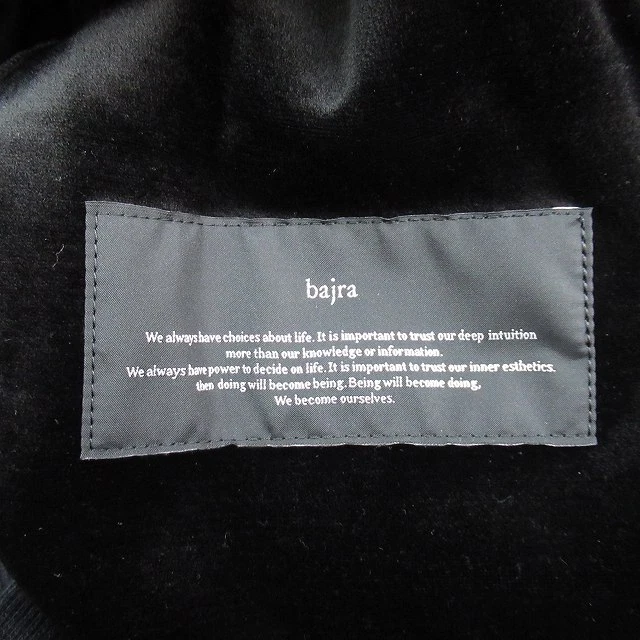 bajra
We always have choices about life. It is important to trust our deep intuition
more than our knowledge or information.
We always have power to decide on life. It is important to trust our inner esthetics.
then doing will become being. Being will become doing,
We become ourselves.